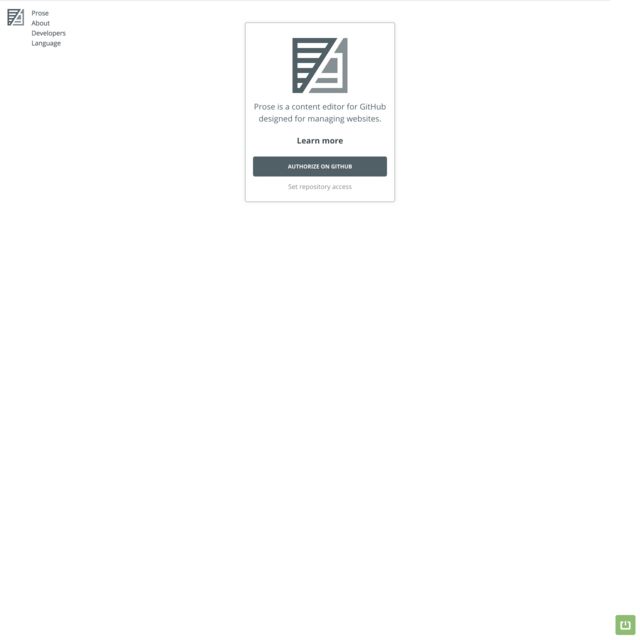 Prose
About
Developers
Language
Prose is a content editor for GitHub
designed for managing websites.
Learn more
AUTHORIZE ON GITHUB
Set repository access